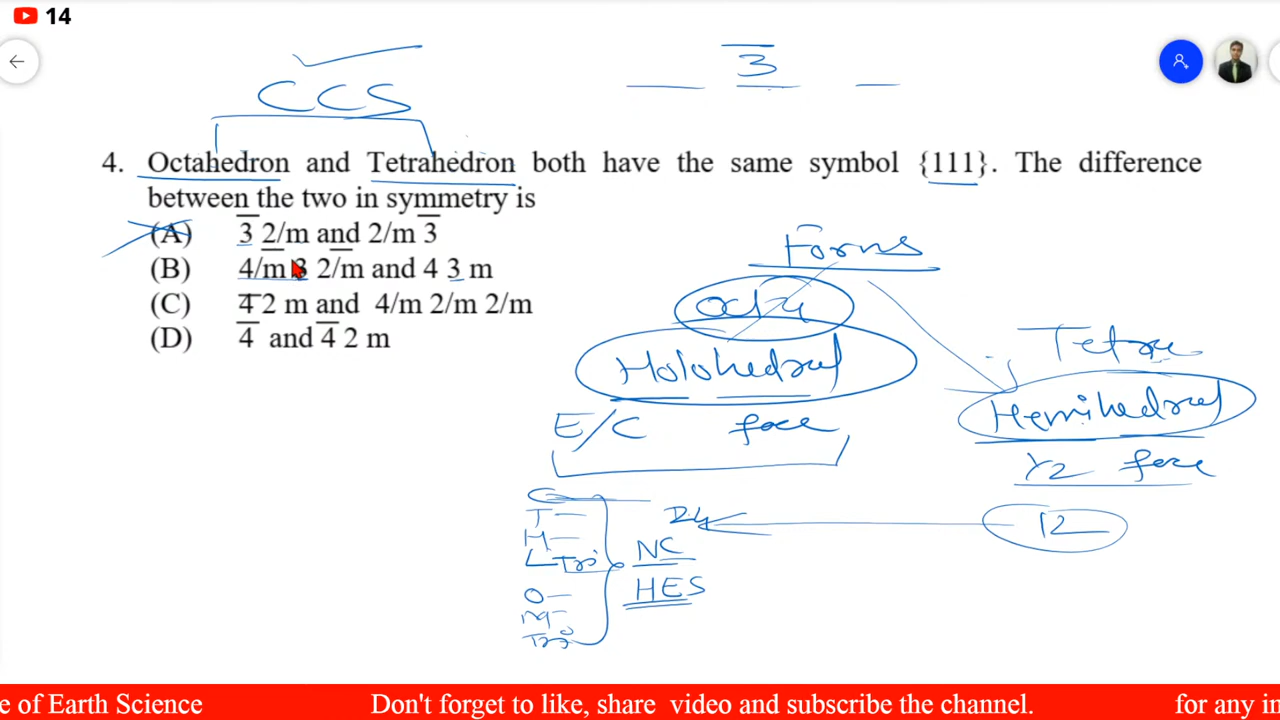 14
3̅
CCS
4. Octahedron and Tetrahedron both have the same symbol {111}. The difference
between the two in symmetry is
(A) 3̅ 2/m and 2/m 3̅
(B) 4/m 3̅ 2/m and 4̅ 3 m
(C) 4̅ 2 m and 4/m 2/m 2/m
(D) 4̅ and 4̅ 2 m
Forms
Octa
Tetra
Holohedral
Hemihedral
E/C face
1/2 face
C
T
24
12
H
NC
Tri
HES
O
Tri
e of Earth Science Don't forget to like, share video and subscribe the channel. for any in